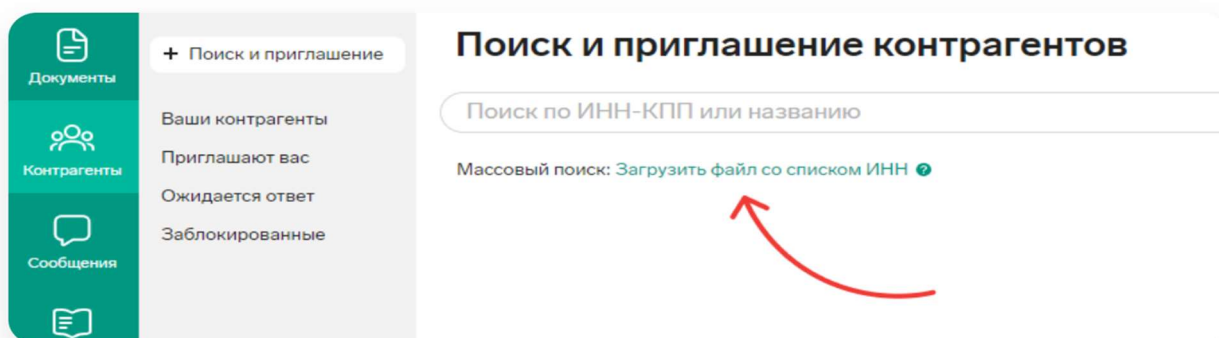 Документы
Контрагенты
Сообщения
+ Поиск и приглашение
Ваши контрагенты
Приглашают вас
Ожидается ответ
Заблокированные
Поиск и приглашение контрагентов
Поиск по ИНН-КПП или названию
Массовый поиск: Загрузить файл со списком ИНН ?